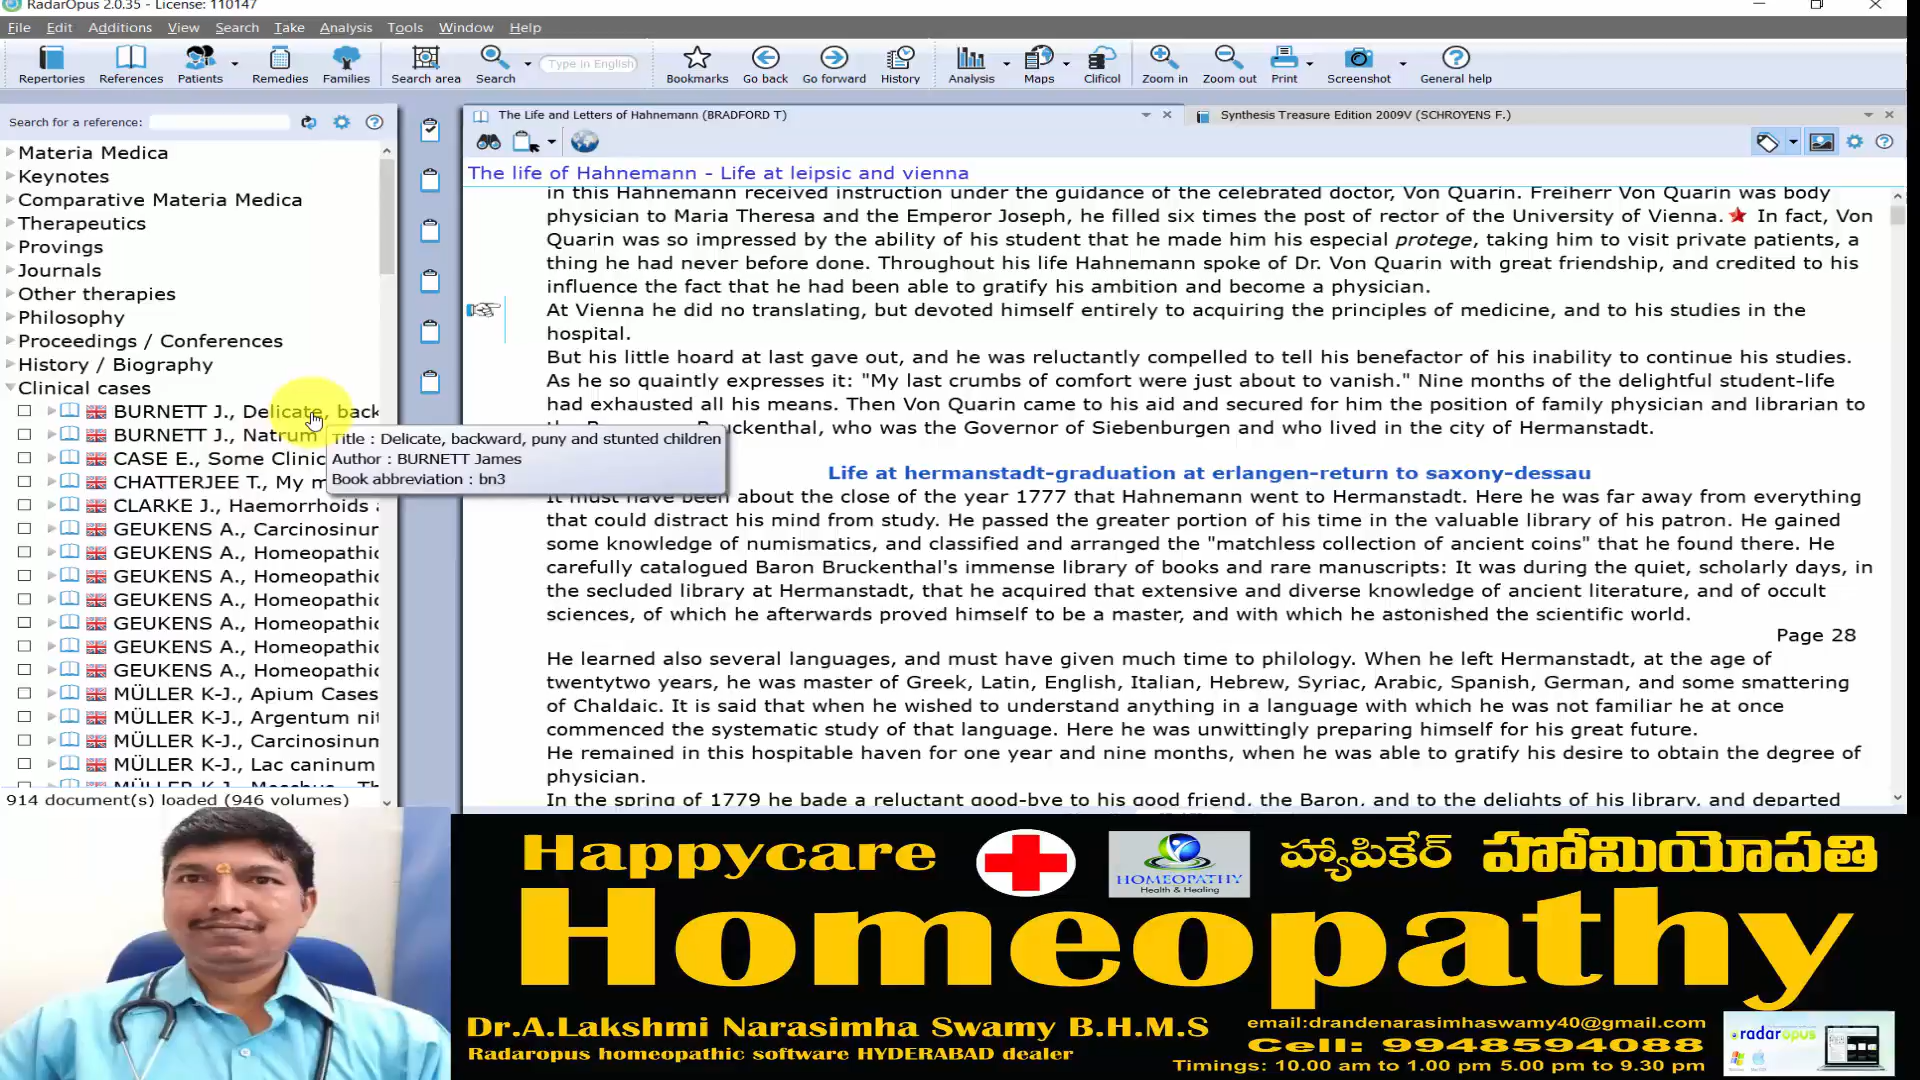 RadarOpus 2.0.35 - License: 110147
File Edit Additions View Search Take Analysis Tools Window Help
Repertories References Patients Remedies Families Search area Search Type in English Bookmarks Go back Go forward History Analysis Maps Clificol Zoom in Zoom out Print Screenshot General help
Search for a reference:
Materia Medica
Keynotes
Comparative Materia Medica
Therapeutics
Provings
Journals
Other therapies
Philosophy
Proceedings / Conferences
History / Biography
Clinical cases
BURNETT J., Delicate, back
BURNETT J., Natrum
CASE E., Some Clinic
CHATTERJEE T., My m
CLARKE J., Haemorrhoids a
GEUKENS A., Carcinosinum
GEUKENS A., Homeopathic
GEUKENS A., Homeopathic
GEUKENS A., Homeopathic
GEUKENS A., Homeopathic
GEUKENS A., Homeopathic
GEUKENS A., Homeopathic
MÜLLER K-J., Apium Cases
MÜLLER K-J., Argentum nit
MÜLLER K-J., Carcinosinum
MÜLLER K-J., Lac caninum
914 document(s) loaded (946 volumes)
Title : Delicate, backward, puny and stunted children
Author : BURNETT James
Book abbreviation : bn3
The Life and Letters of Hahnemann (BRADFORD T)
Synthesis Treasure Edition 2009V (SCHROYENS F.)
The life of Hahnemann - Life at leipsic and vienna
in this Hahnemann received instruction under the guidance of the celebrated doctor, Von Quarin. Freiherr Von Quarin was body
physician to Maria Theresa and the Emperor Joseph, he filled six times the post of rector of the University of Vienna. In fact, Von
Quarin was so impressed by the ability of his student that he made him his especial protege, taking him to visit private patients, a
thing he had never before done. Throughout his life Hahnemann spoke of Dr. Von Quarin with great friendship, and credited to his
influence the fact that he had been able to gratify his ambition and become a physician.
At Vienna he did no translating, but devoted himself entirely to acquiring the principles of medicine, and to his studies in the
hospital.
But his little hoard at last gave out, and he was reluctantly compelled to tell his benefactor of his inability to continue his studies.
As he so quaintly expresses it: "My last crumbs of comfort were just about to vanish." Nine months of the delightful student-life
had exhausted all his means. Then Von Quarin came to his aid and secured for him the position of family physician and librarian to
Bruckenthal, who was the Governor of Siebenburgen and who lived in the city of Hermanstadt.
Life at hermanstadt-graduation at erlangen-return to saxony-dessau
It must have been about the close of the year 1777 that Hahnemann went to Hermanstadt. Here he was far away from everything
that could distract his mind from study. He passed the greater portion of his time in the valuable library of his patron. He gained
some knowledge of numismatics, and classified and arranged the "matchless collection of ancient coins" that he found there. He
carefully catalogued Baron Bruckenthal's immense library of books and rare manuscripts: It was during the quiet, scholarly days, in
the secluded library at Hermanstadt, that he acquired that extensive and diverse knowledge of ancient literature, and of occult
sciences, of which he afterwards proved himself to be a master, and with which he astonished the scientific world.
Page 28
He learned also several languages, and must have given much time to philology. When he left Hermanstadt, at the age of
twentytwo years, he was master of Greek, Latin, English, Italian, Hebrew, Syriac, Arabic, Spanish, German, and some smattering
of Chaldaic. It is said that when he wished to understand anything in a language with which he was not familiar he at once
commenced the systematic study of that language. Here he was unwittingly preparing himself for his great future.
He remained in this hospitable haven for one year and nine months, when he was able to gratify his desire to obtain the degree of
physician.
In the spring of 1779 he bade a reluctant good-bye to his good friend, the Baron, and to the delights of his library, and departed
Happycare
హ్యాపికేర్ హోమియోపతి
HOMEOPATHY
Health & Healing
Homeopathy
Dr.A.Lakshmi Narasimha Swamy B.H.M.S
Radaropus homeopathic software HYDERABAD dealer
email:drandenarasimhaswamy40@gmail.com
Cell: 9948594088
Timings: 10.00 am to 1.00 pm 5.00 pm to 9.30 pm
radaropus